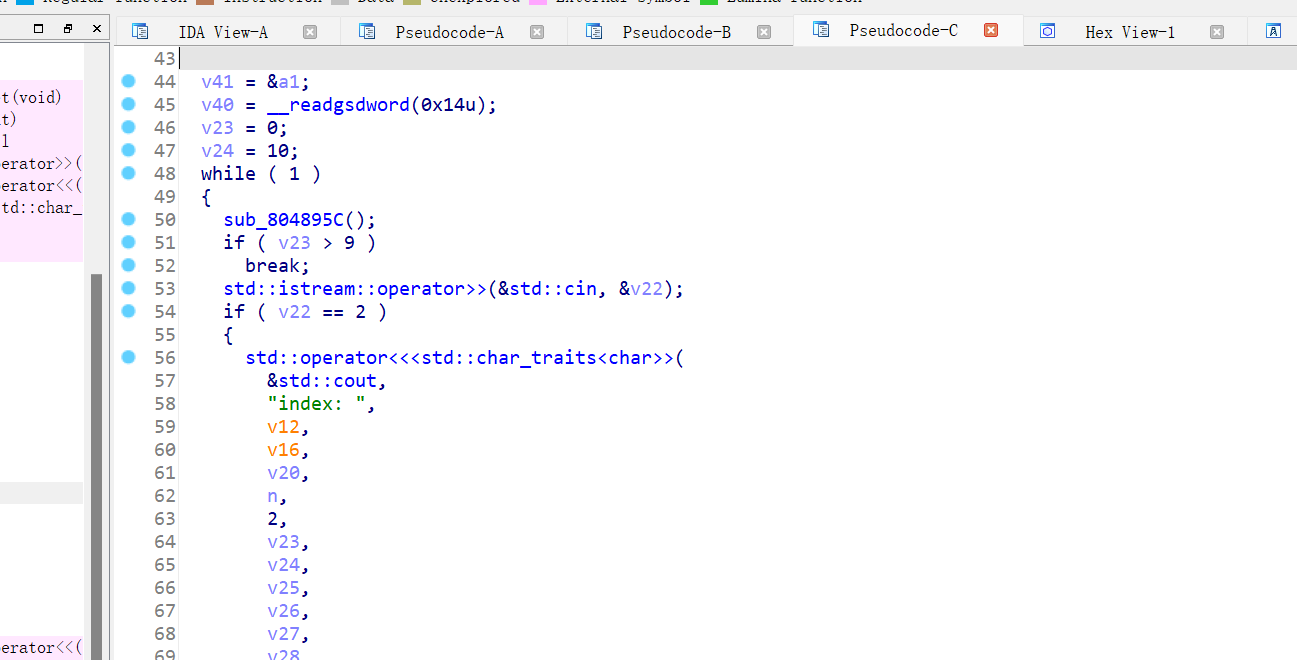 Regular function Instruction Data Unexplored External symbol Lumina function
IDA View-A Pseudocode-A Pseudocode-B Pseudocode-C Hex View-1 A
t(void)
t)
l
erator>>(
erator<<(
td::char_
erator<<(
43
44 v41 = &a1;
45 v40 = __readgsdword(0x14u);
46 v23 = 0;
47 v24 = 10;
48 while ( 1 )
49 {
50 sub_804895C();
51 if ( v23 > 9 )
52 break;
53 std::istream::operator>>(&std::cin, &v22);
54 if ( v22 == 2 )
55 {
56 std::operator<<<std::char_traits<char>>(
57 &std::cout,
58 "index: ",
59 v12,
60 v16,
61 v20,
62 n,
63 2,
64 v23,
65 v24,
66 v25,
67 v26,
68 v27,
69 v28